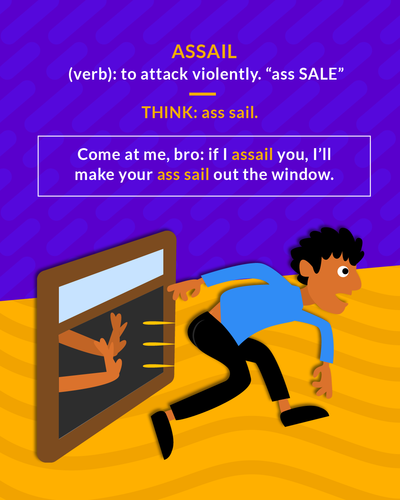 ASSAIL
(verb): to attack violently. “ass SALE”
THINK: ass sail.
Come at me, bro: if I assail you, I’ll
make your ass sail out the window.